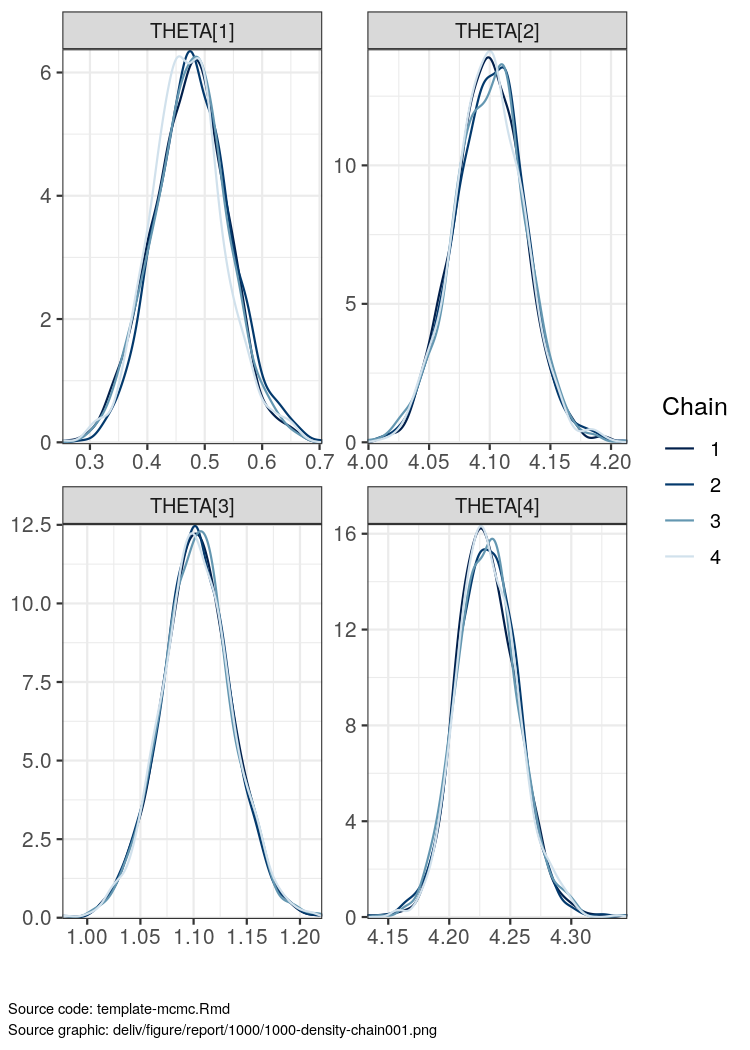 THETA[1]
THETA[2]
6
4
2
0
0.3 0.4 0.5 0.6 0.7
10
5
0
4.00 4.05 4.10 4.15 4.20
THETA[3]
THETA[4]
12.5
10.0
7.5
5.0
2.5
0.0
1.00 1.05 1.10 1.15 1.20
16
12
8
4
0
4.15 4.20 4.25 4.30
Chain
1
2
3
4
Source code: template-mcmc.Rmd
Source graphic: deliv/figure/report/1000/1000-density-chain001.png